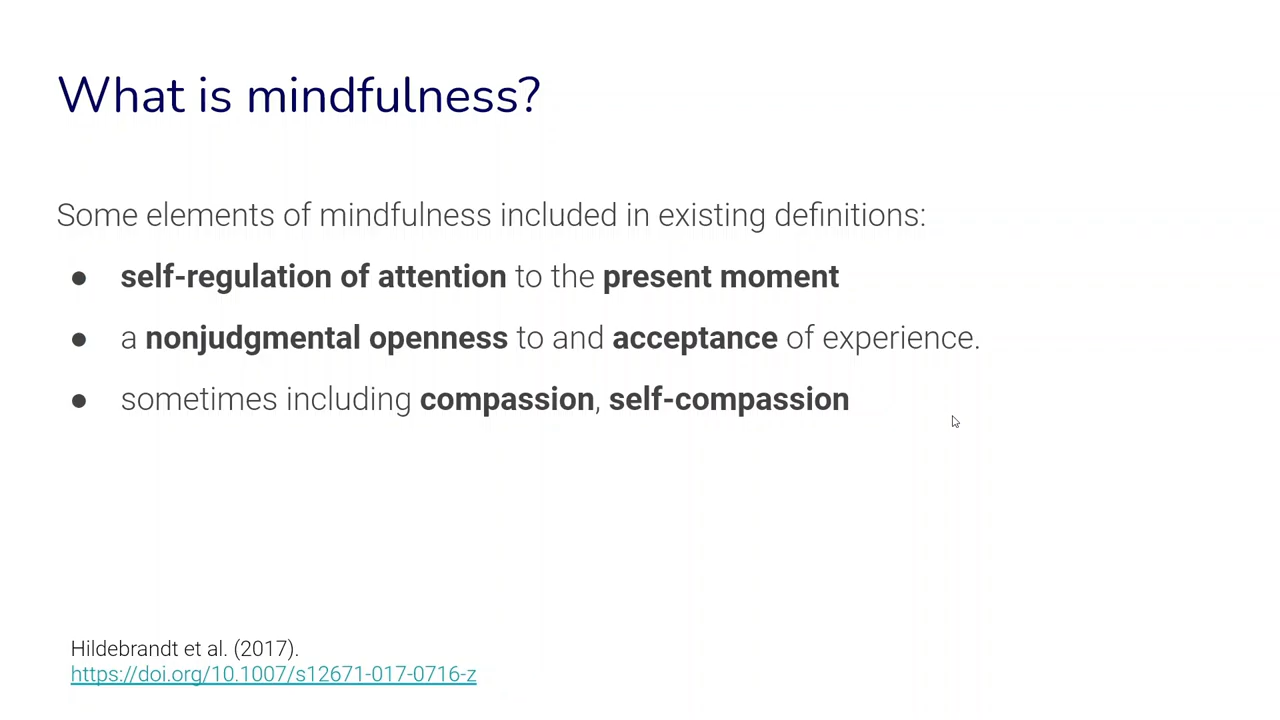 What is mindfulness?
Some elements of mindfulness included in existing definitions:
● self-regulation of attention to the present moment
● a nonjudgmental openness to and acceptance of experience.
● sometimes including compassion, self-compassion
Hildebrandt et al. (2017).
https://doi.org/10.1007/s12671-017-0716-z